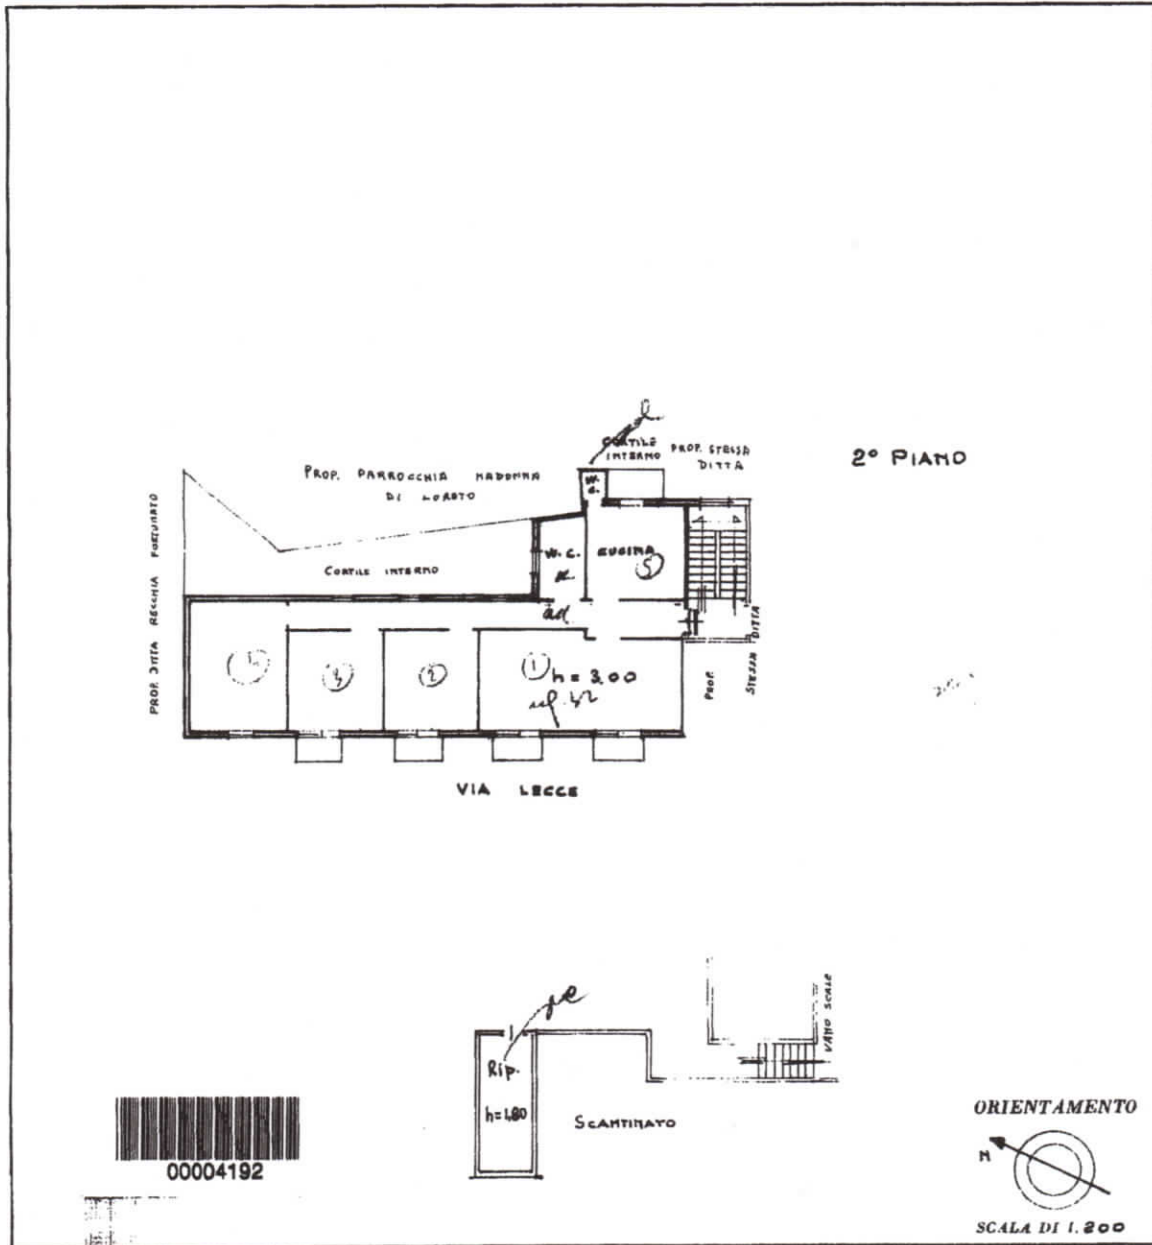 CORTILE
INTERNO
PROP. STESSA
DITTA
2° PIANO
PROP. PARROCCHIA MADONNA
DI LORETO
W.C.
PROP. DITTA RECCHIA FORTUNATO
CORTILE INTERNO
W.C.
CUCINA
5
ad.
3
2
1
h = 3,00
PROP.
STESSA DITTA
VIA LECCE
VANO SCALE
Rip.
h=1,80
SCANTINATO
00004192
ORIENTAMENTO
N
SCALA DI 1.200